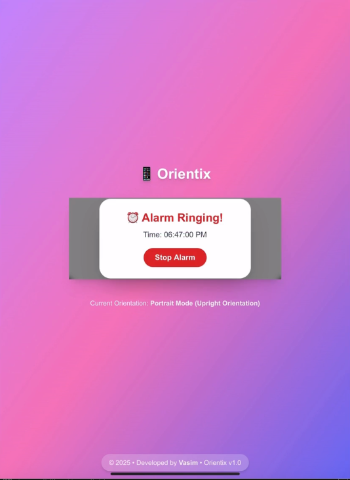 📱 Orientix
⏰ Alarm Ringing!
Time: 06:47:00 PM
Stop Alarm
Current Orientation: Portrait Mode (Upright Orientation)
© 2025 • Developed by Vasim • Orientix v1.0